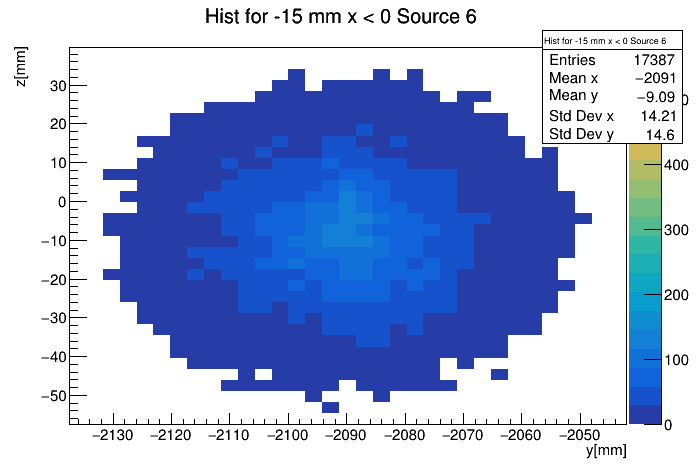 Hist for -15 mm x < 0 Source 6
z[mm]
Hist for -15 mm x < 0 Source 6
Entries 17387
Mean x −2091
Mean y −9.09
Std Dev x 14.21
Std Dev y 14.6
30
20
10
0
−10
−20
−30
−40
−50
0
400
300
200
100
0
−2130 −2120 −2110 −2100 −2090 −2080 −2070 −2060 −2050
y[mm]